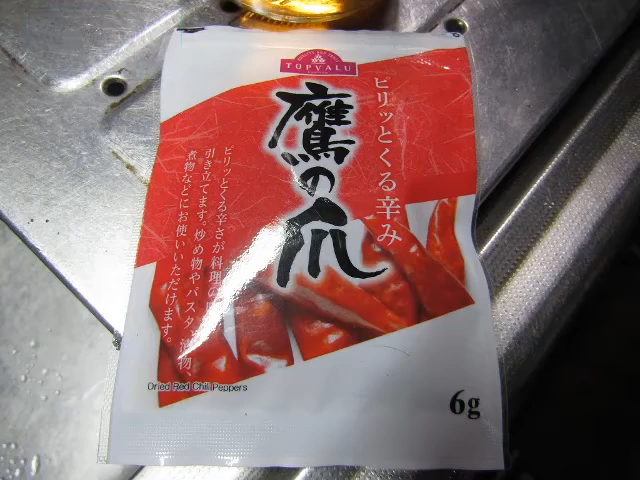 TOPVALU
ピリッとくる辛み
鷹の爪
ピリッとくる辛さが料理の
引き立てます。炒め物やパスタ、漬物、
煮物などにお使いいただけます。
Dried Red Chili Peppers
6g